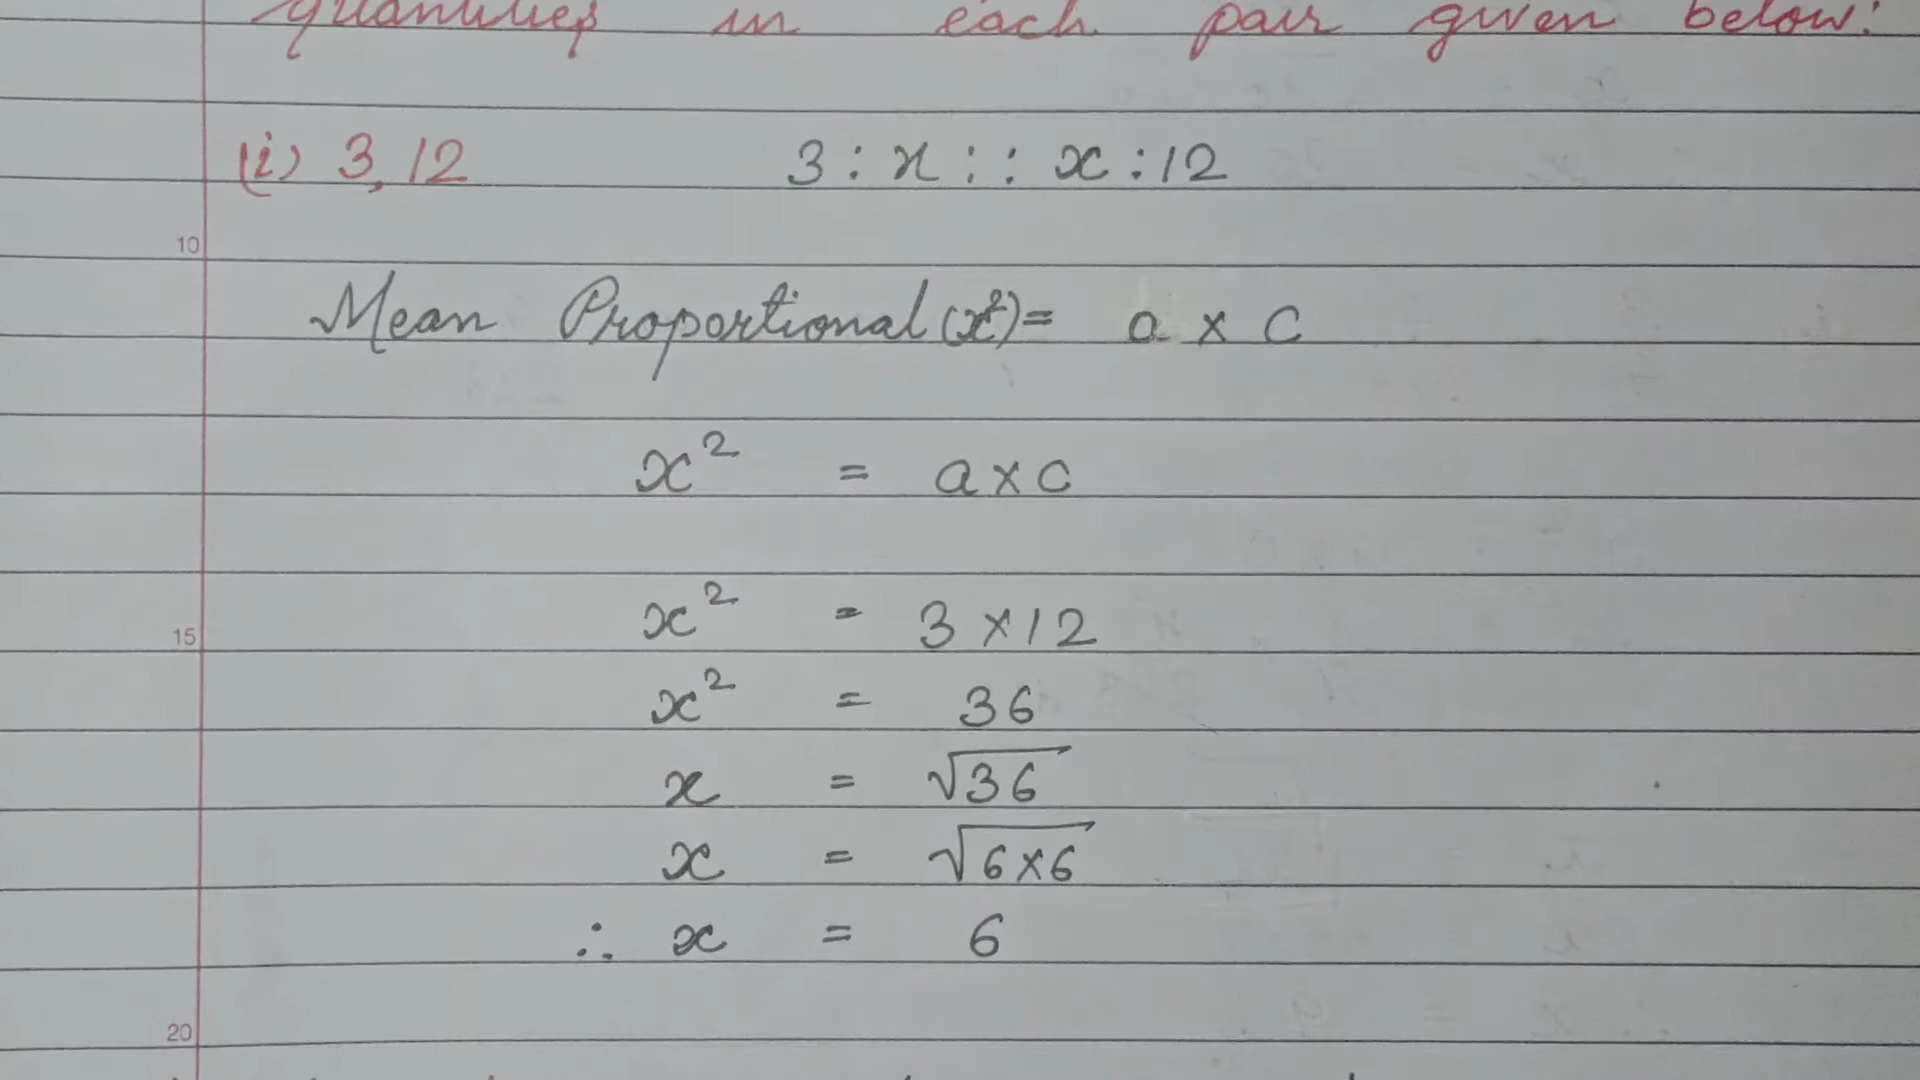 quantities in each pair given below:
(i) 3, 12 3 : x :: x : 12
10
Mean Proportional (x²) = a × c
x² = a × c
x² = 3 × 12
15
x² = 36
x = √36
x = √6×6
∴ x = 6
20